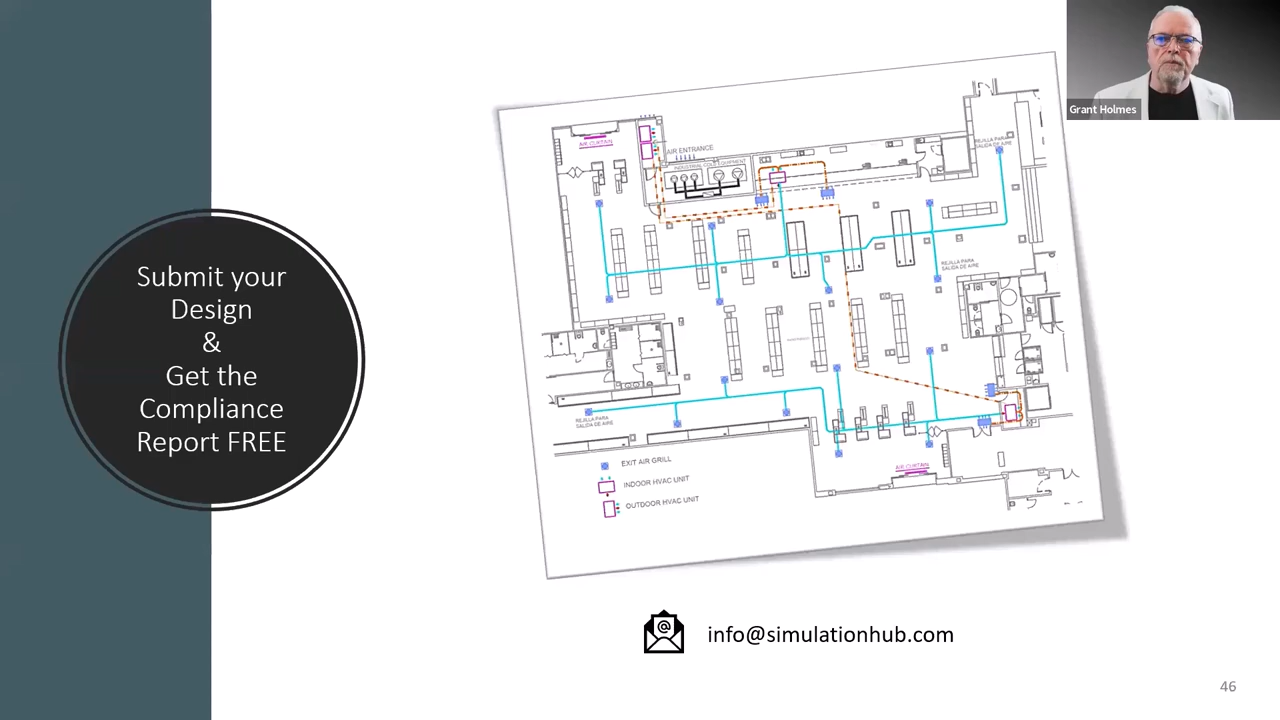 Submit your
Design
&
Get the
Compliance
Report FREE
Grant Holmes
AIR CURTAIN
AIR ENTRANCE
INDUSTRIAL COLD EQUIPMENT
REJILLA PARA
SALIDA DE AIRE
REJILLA PARA
SALIDA DE AIRE
REJILLA PARA
SALIDA DE AIRE
AIR CURTAIN
EXIT AIR GRILL
INDOOR HVAC UNIT
OUTDOOR HVAC UNIT
@
info@simulationhub.com
46